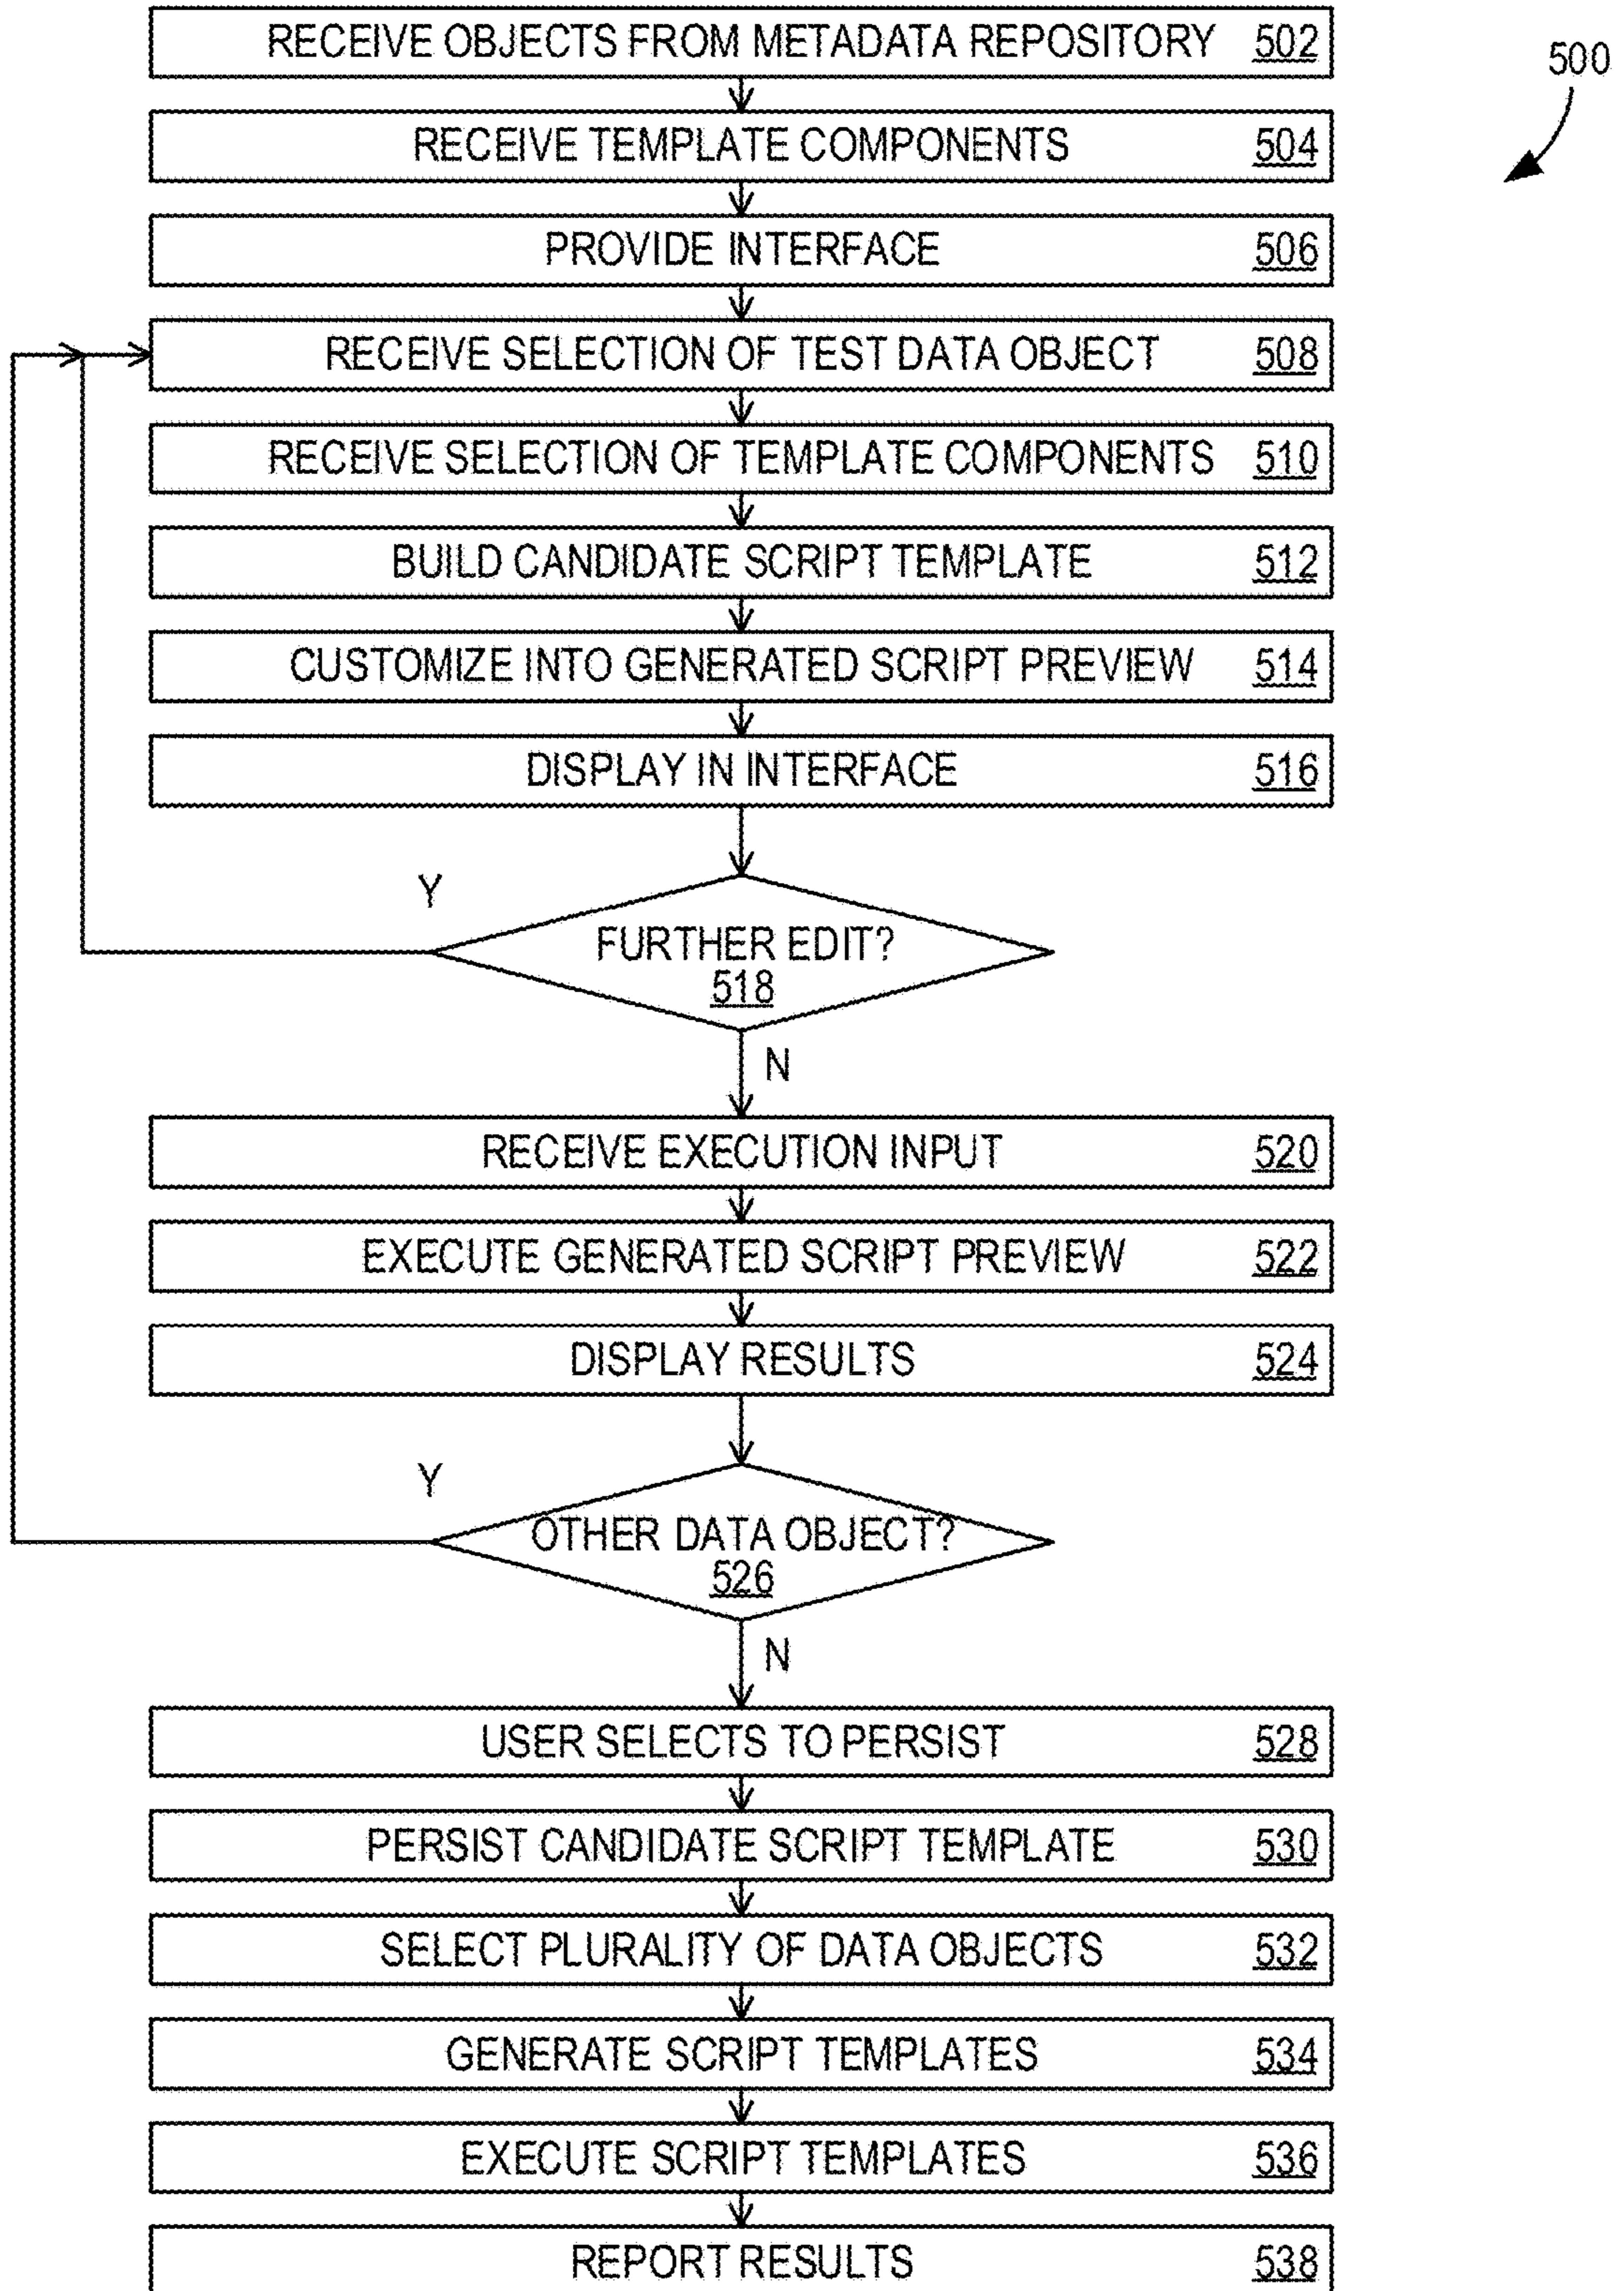 RECEIVE OBJECTS FROM METADATA REPOSITORY 502
500
RECEIVE TEMPLATE COMPONENTS 504
PROVIDE INTERFACE 506
RECEIVE SELECTION OF TEST DATA OBJECT 508
RECEIVE SELECTION OF TEMPLATE COMPONENTS 510
BUILD CANDIDATE SCRIPT TEMPLATE 512
CUSTOMIZE INTO GENERATED SCRIPT PREVIEW 514
DISPLAY IN INTERFACE 516
Y
FURTHER EDIT?
518
N
RECEIVE EXECUTION INPUT 520
EXECUTE GENERATED SCRIPT PREVIEW 522
DISPLAY RESULTS 524
Y
OTHER DATA OBJECT?
526
N
USER SELECTS TO PERSIST 528
PERSIST CANDIDATE SCRIPT TEMPLATE 530
SELECT PLURALITY OF DATA OBJECTS 532
GENERATE SCRIPT TEMPLATES 534
EXECUTE SCRIPT TEMPLATES 536
REPORT RESULTS 538